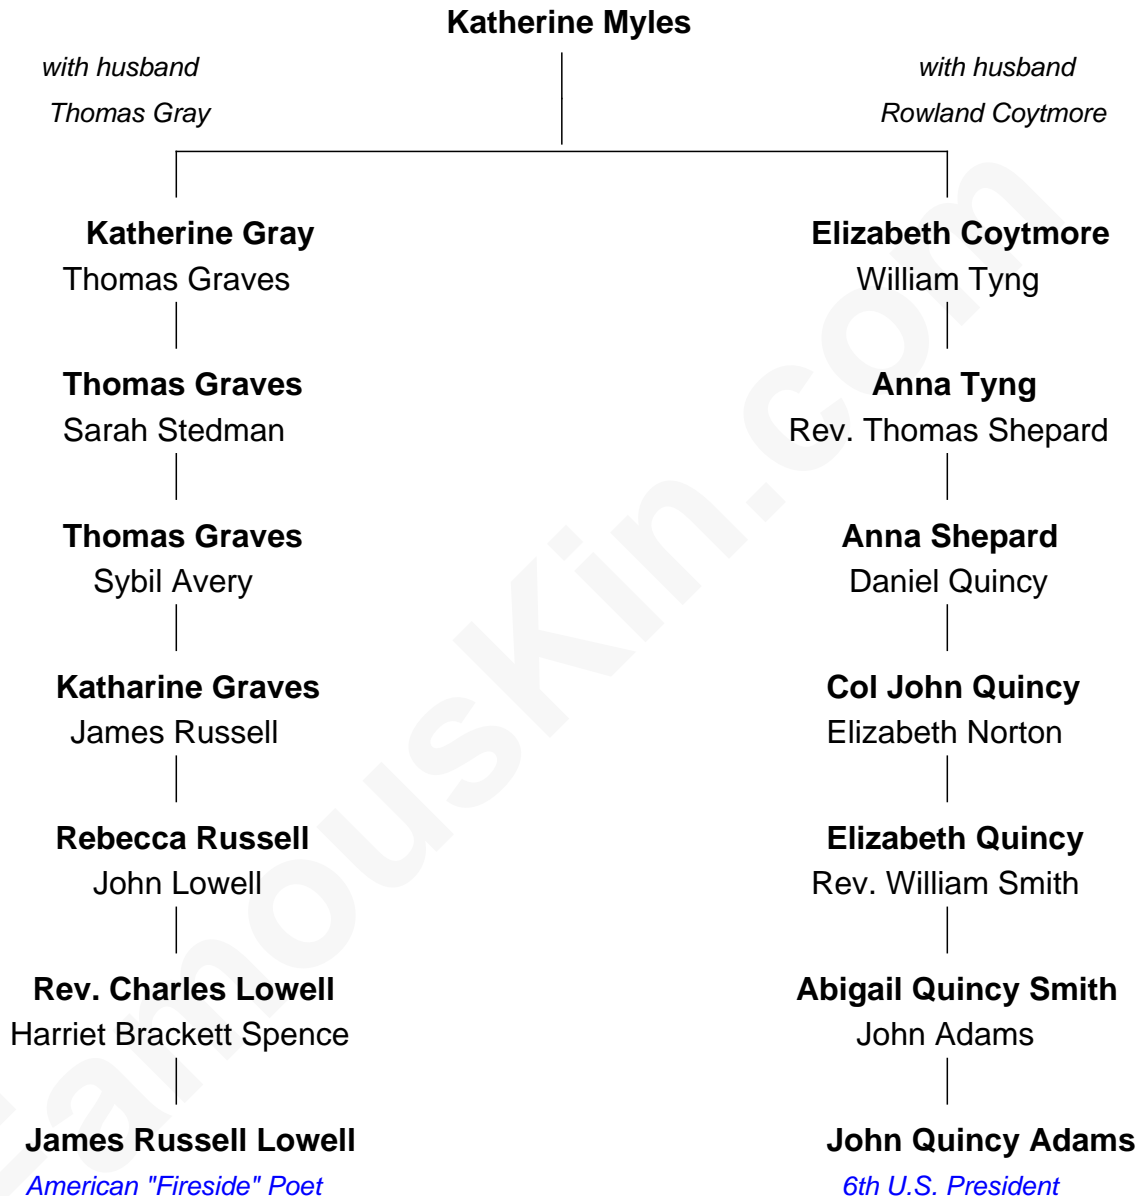 Katherine Myles
with husband
Thomas Gray
with husband
Rowland Coytmore
Katherine Gray
Thomas Graves
Elizabeth Coytmore
William Tyng
Thomas Graves
Sarah Stedman
Anna Tyng
Rev. Thomas Shepard
Thomas Graves
Sybil Avery
Anna Shepard
Daniel Quincy
Katharine Graves
James Russell
Col John Quincy
Elizabeth Norton
Rebecca Russell
John Lowell
Elizabeth Quincy
Rev. William Smith
Rev. Charles Lowell
Harriet Brackett Spence
Abigail Quincy Smith
John Adams
James Russell Lowell
American "Fireside" Poet
John Quincy Adams
6th U.S. President
FamousKin.com